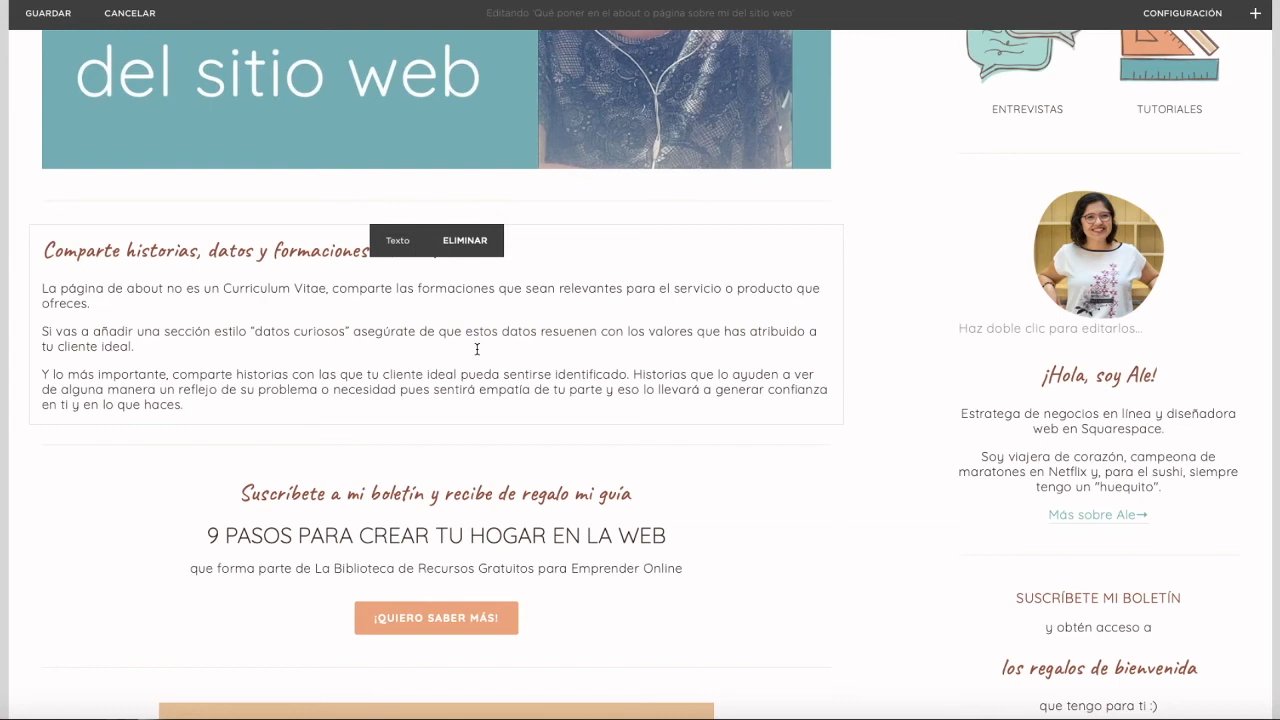 GUARDAR
CANCELAR
Editando 'Qué poner en el about o página sobre mi del sitio web'
CONFIGURACIÓN
del sitio web
ENTREVISTAS
TUTORIALES
Texto
ELIMINAR
Comparte historias, datos y formaciones
La página de about no es un Curriculum Vitae, comparte las formaciones que sean relevantes para el servicio o producto que
ofreces.
Si vas a añadir una sección estilo "datos curiosos" asegúrate de que estos datos resuenen con los valores que has atribuido a
tu cliente ideal.
Y lo más importante, comparte historias con las que tu cliente ideal pueda sentirse identificado. Historias que lo ayuden a ver
de alguna manera un reflejo de su problema o necesidad pues sentirá empatía de tu parte y eso lo llevará a generar confianza
en ti y en lo que haces.
Suscríbete a mi boletín y recibe de regalo mi guía
9 PASOS PARA CREAR TU HOGAR EN LA WEB
que forma parte de La Biblioteca de Recursos Gratuitos para Emprender Online
¡QUIERO SABER MÁS!
Haz doble clic para editarlos...
¡Hola, soy Ale!
Estratega de negocios en línea y diseñadora
web en Squarespace.
Soy viajera de corazón, campeona de
maratones en Netflix y, para el sushi, siempre
tengo un "huequito".
Más sobre Ale→
SUSCRÍBETE MI BOLETÍN
y obtén acceso a
los regalos de bienvenida
que tengo para ti :)